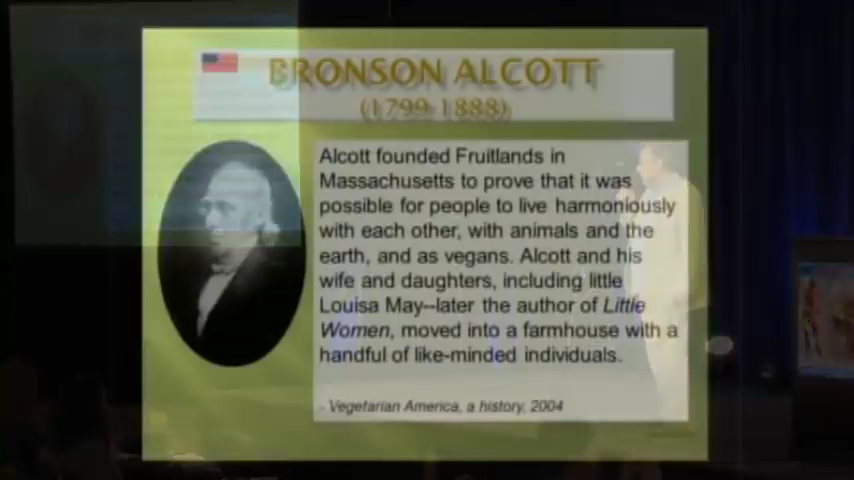 BRONSON ALCOTT
(1799-1888)
Alcott founded Fruitlands in
Massachusetts to prove that it was
possible for people to live harmoniously
with each other, with animals and the
earth, and as vegans. Alcott and his
wife and daughters, including little
Louisa May--later the author of Little
Women, moved into a farmhouse with a
handful of like-minded individuals.
- Vegetarian America, a history, 2004